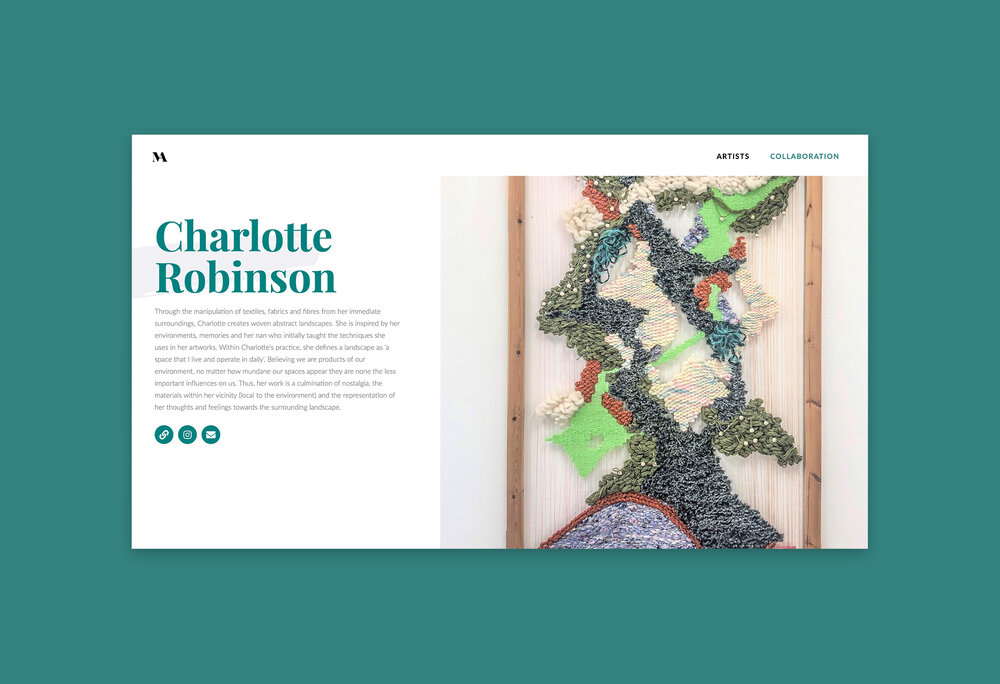 MA
ARTISTS COLLABORATION
Charlotte
Robinson
Through the manipulation of textiles, fabrics and fibres from her immediate
surroundings, Charlotte creates woven abstract landscapes. She is inspired by her
environments, memories and her nan who initially taught the techniques she
uses in her artworks. Within Charlotte's practice, she defines a landscape as 'a
space that I live and operate in daily'. Believing we are products of our
environment, no matter how mundane our spaces appear they are none the less
important influences on us. Thus, her work is a culmination of nostalgia, the
materials within her vicinity (local to the environment) and the representation of
her thoughts and feelings towards the surrounding landscape.